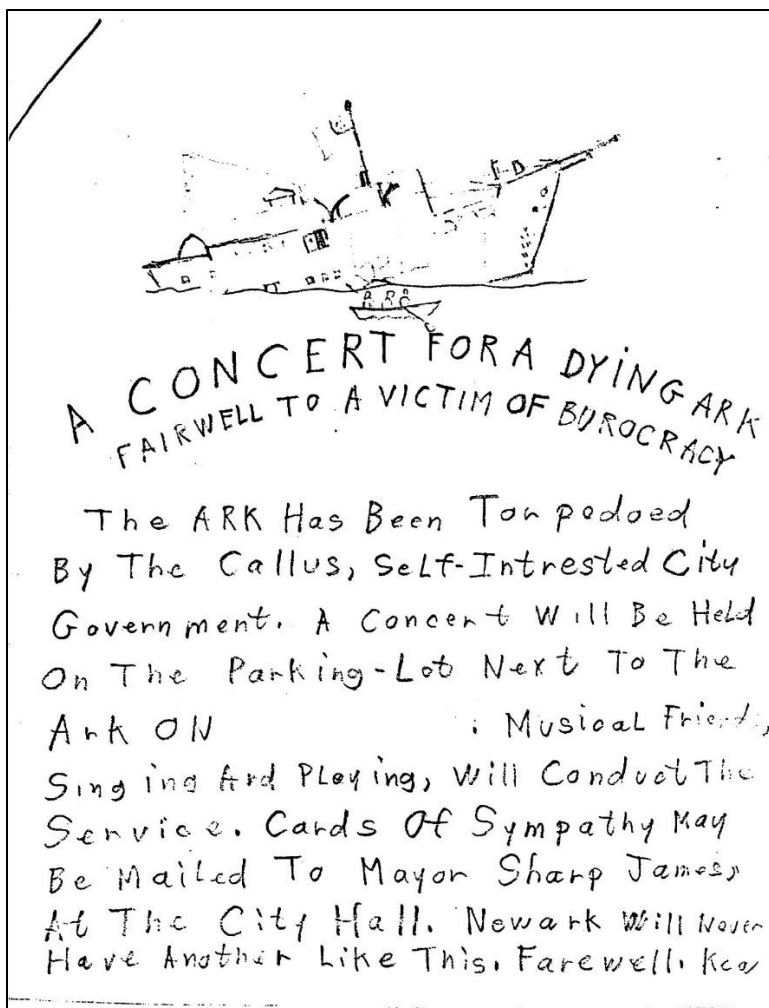 A CONCERT FOR A DYING ARK
FAIRWELL TO A VICTIM OF BUROCRACY
The ARK Has Been Torpedoed
By The Callus, Self-Intrested City
Government. A Concert Will Be Held
On The Parking-Lot Next To The
Ark ON . Musical Friends,
Singing And Playing, Will Conduct The
Service. Cards Of Sympathy May
Be Mailed To Mayor Sharp James,
At The City Hall. Newark Will Never
Have Another Like This. Farewell. Kea